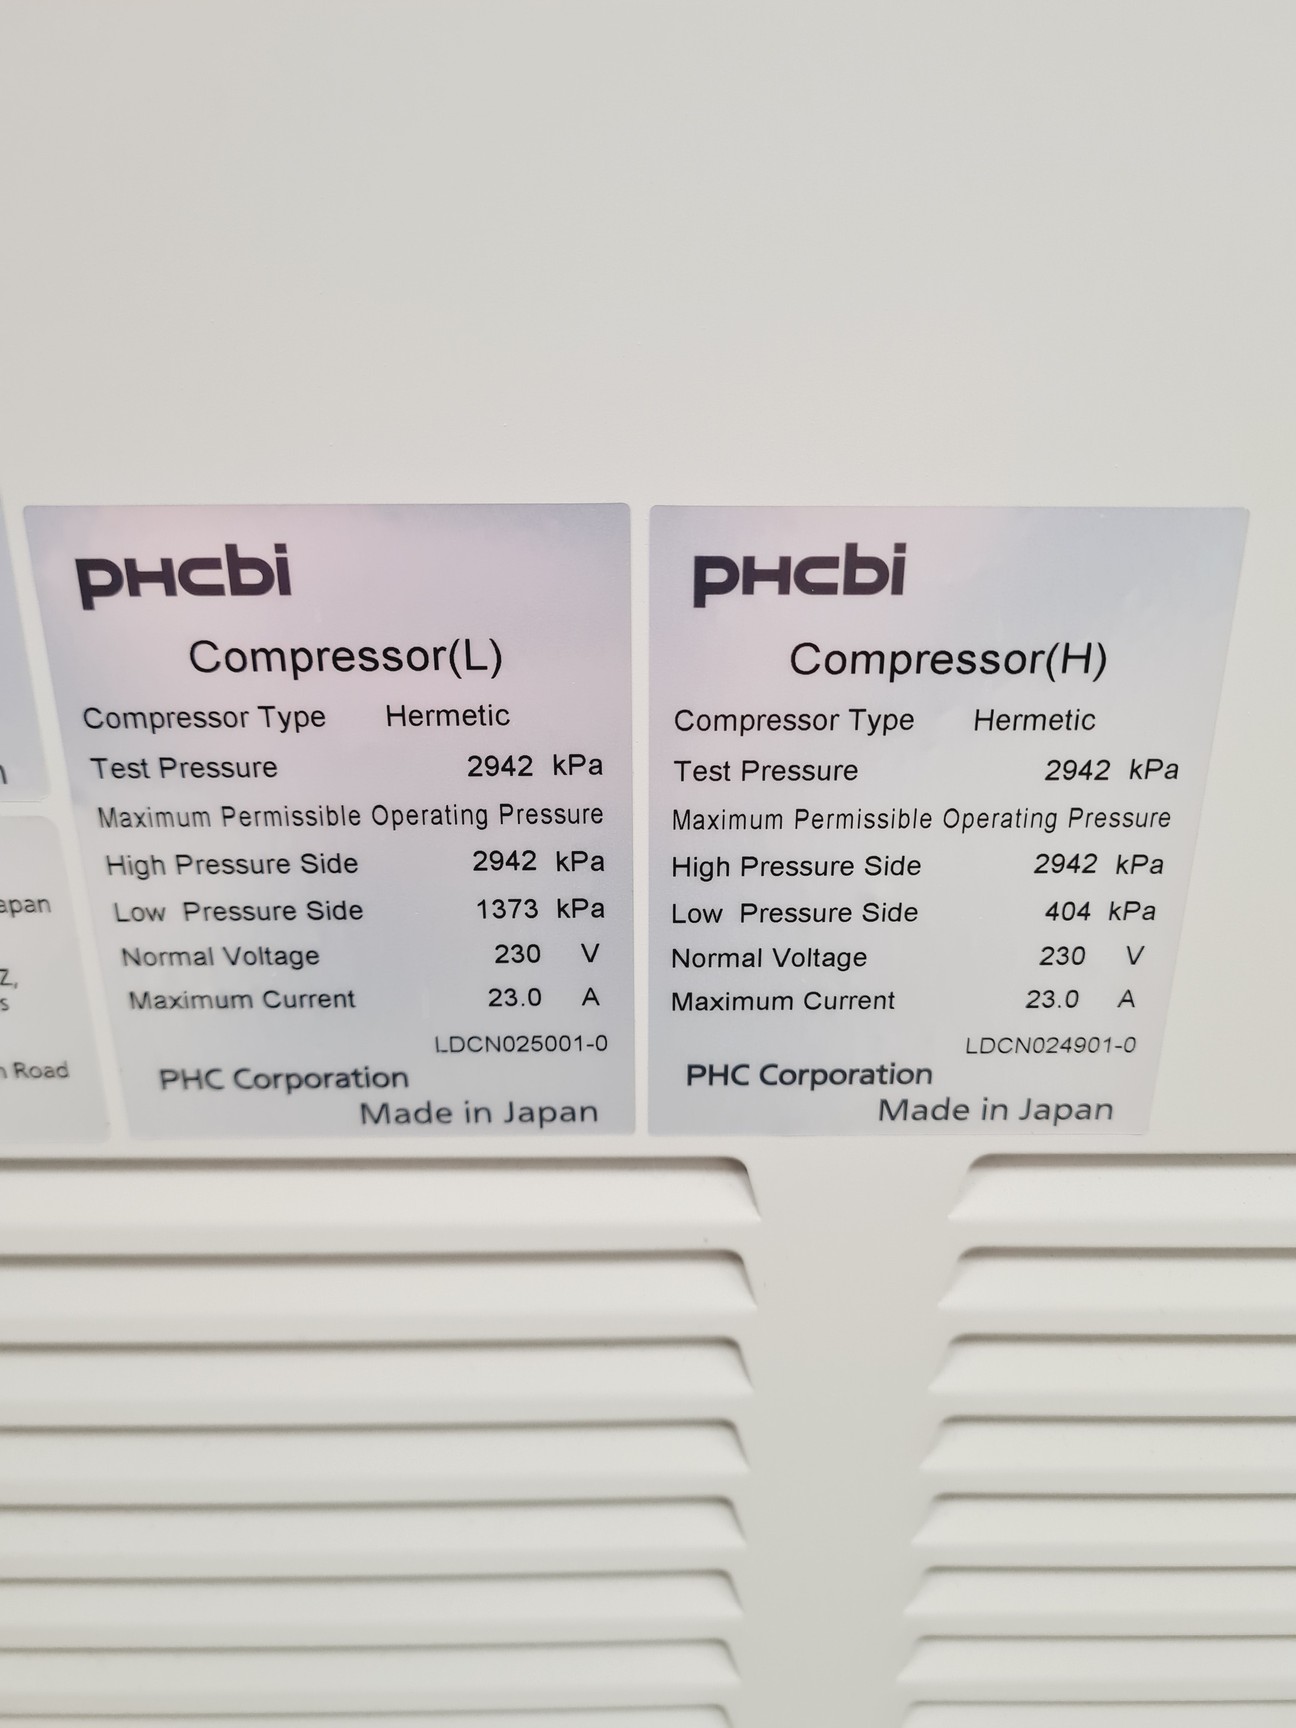 apan
Z,
s
Road
PHCbi
Compressor(L)
Compressor Type Hermetic
Test Pressure 2942 kPa
Maximum Permissible Operating Pressure
High Pressure Side 2942 kPa
Low Pressure Side 1373 kPa
Normal Voltage 230 V
Maximum Current 23.0 A
LDCN025001-0
PHC Corporation
Made in Japan
PHCbi
Compressor(H)
Compressor Type Hermetic
Test Pressure 2942 kPa
Maximum Permissible Operating Pressure
High Pressure Side 2942 kPa
Low Pressure Side 404 kPa
Normal Voltage 230 V
Maximum Current 23.0 A
LDCN024901-0
PHC Corporation
Made in Japan